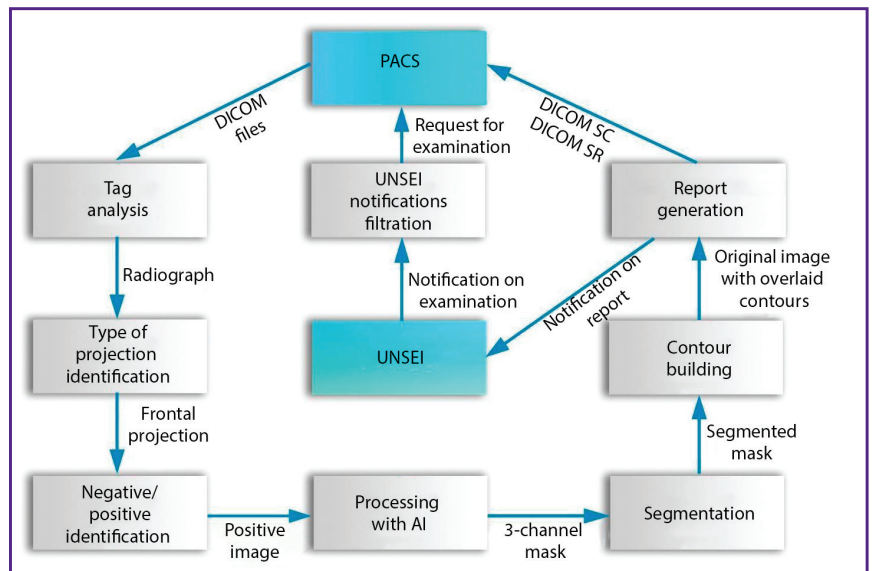 PACS
DICOM
files
Request for
examination
DICOM SC
DICOM SR
Tag
analysis
UNSEI
notifications
filtration
Report
generation
Radiograph
Notification on
examination
Notification on
report
Original image
with overlaid
contours
Type of
projection
identification
UNSEI
Contour
building
Frontal
projection
Segmented
mask
Negative/
positive
identification
Positive
image
Processing
with AI
3-channel
mask
Segmentation